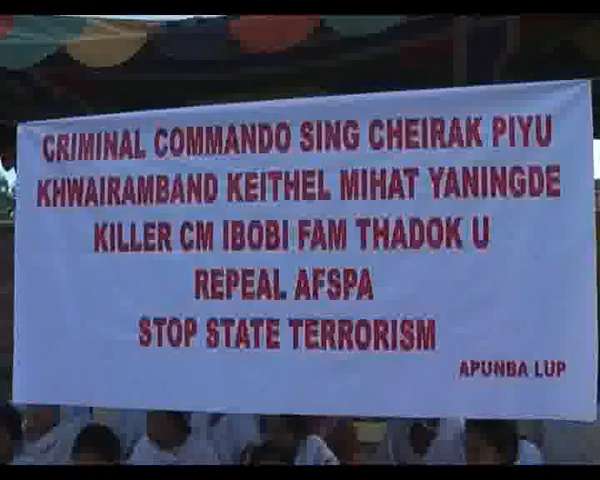 CRIMINAL COMMANDO SING CHEIRAK PIYU
KHWAIRAMBAND KEITHEL MIHAT YANINGDE
KILLER CM IBOBI FAM THADOK U
REPEAL AFSPA
STOP STATE TERRORISM
APUNBA LUP